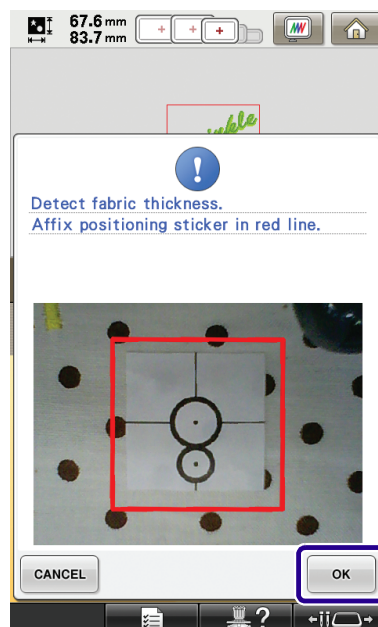 67.6 mm
83.7 mm
Detect fabric thickness.
Affix positioning sticker in red line.
CANCEL
OK